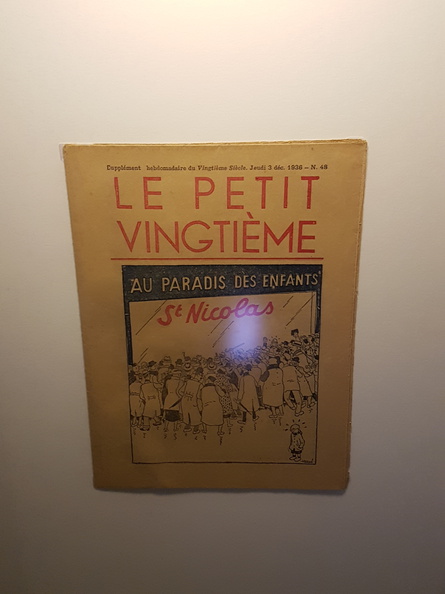 Supplément hebdomadaire du Vingtième Siècle. Jeudi 3 déc. 1936 — N. 48
LE PETIT
VINGTIÈME
AU PARADIS DES ENFANTS
St Nicolas